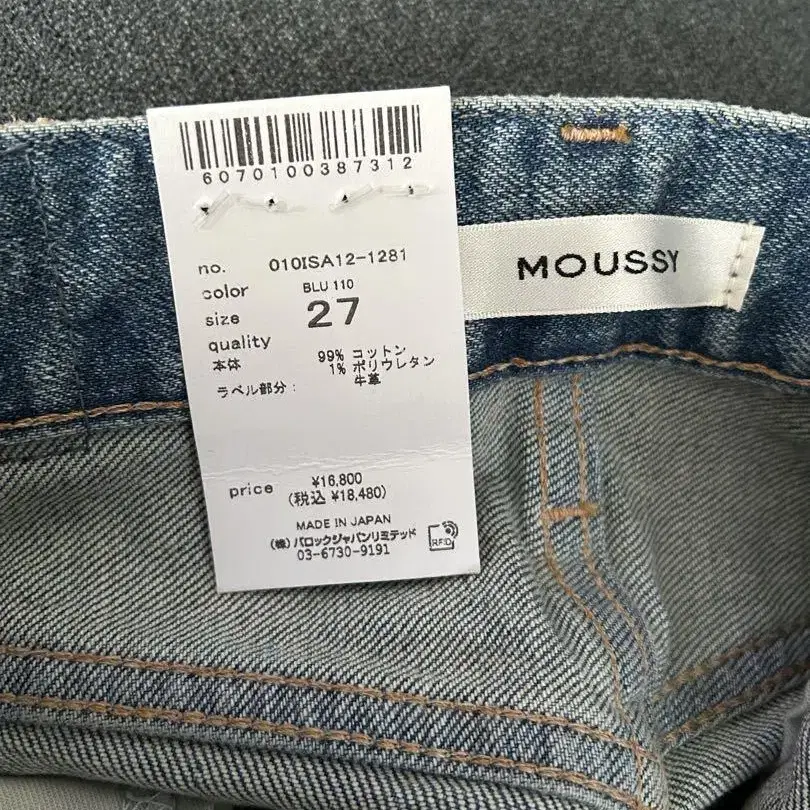 6070100387312
no. 010ISA12-1281
color BLU 110
size 27
quality
本体 99% コットン
1% ポリウレタン
ラベル部分： 牛革
price ¥16,800
(税込 ¥18,480)
MADE IN JAPAN
(株)バロックジャパンリミテッド
03-6730-9191
RFID
MOUSSY